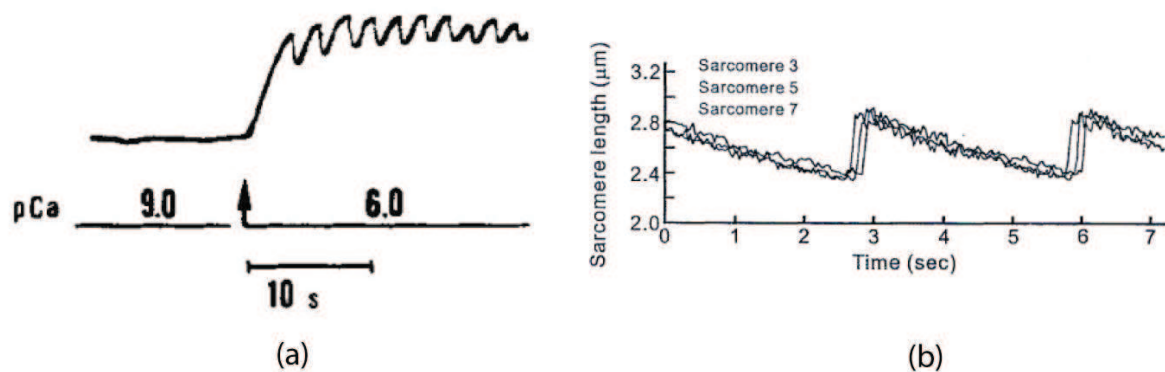 pCa 9.0 6.0
10 s
(a)
Sarcomere length (μm)
3.2
2.8
2.4
2.0
Sarcomere 3
Sarcomere 5
Sarcomere 7
0 1 2 3 4 5 6 7
Time (sec)
(b)